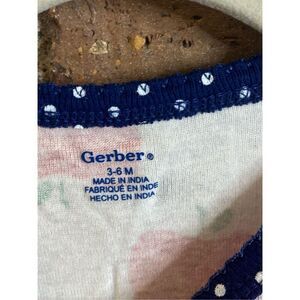 Gerber®
3-6 M
MADE IN INDIA
FABRIQUÉ EN INDE
HECHO EN INDIA